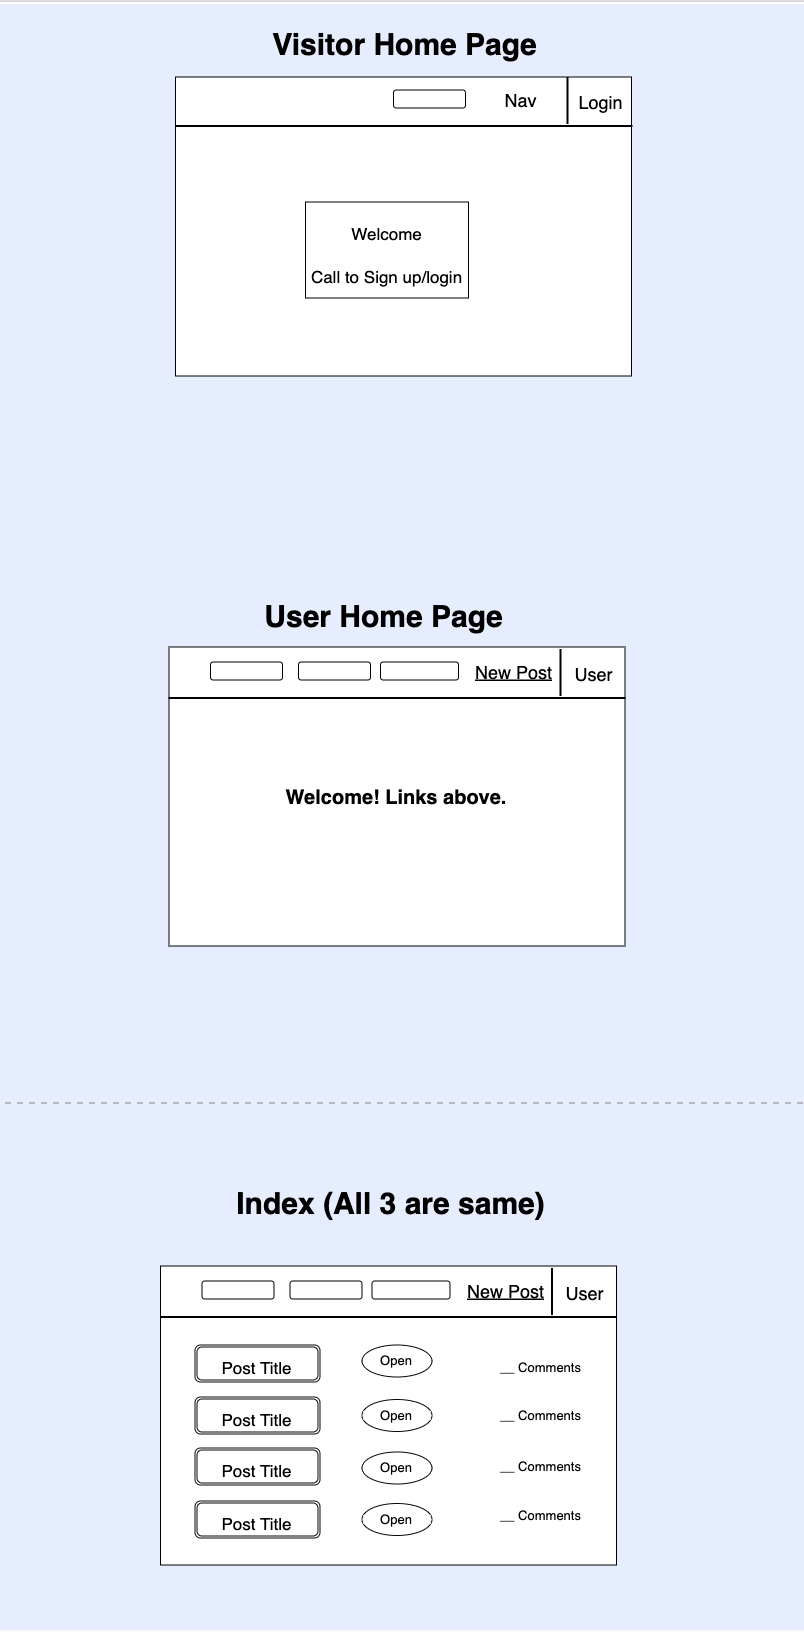 Visitor Home Page
Nav
Login
Welcome
Call to Sign up/login
User Home Page
New Post
User
Welcome! Links above.
Index (All 3 are same)
New Post
User
Post Title
Open
__ Comments
Post Title
Open
__ Comments
Post Title
Open
__ Comments
Post Title
Open
__ Comments